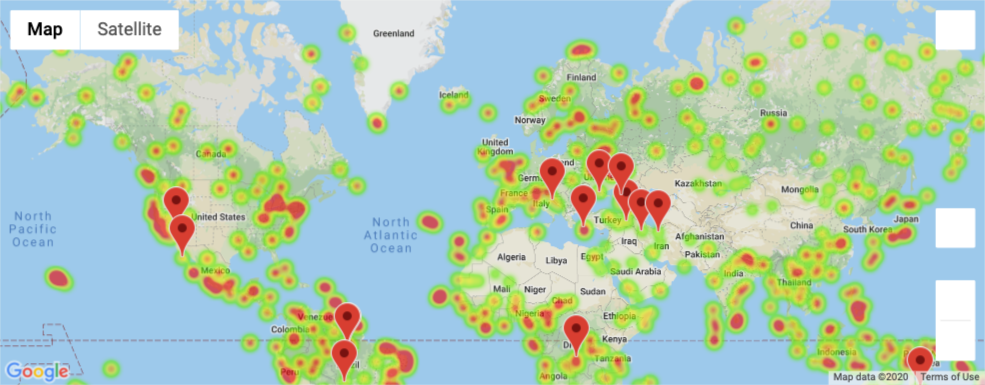 Map Satellite
Greenland
Iceland
Finland
Sweden
Norway
Russia
Canada
United
Kingdom
Germ
France
Italy
Spain
Kazakhstan
Mongolia
North
Pacific
Ocean
United States
North
Atlantic
Ocean
Turkey
Iraq
Iran
Afghanistan
Pakistan
China
Japan
South Korea
Mexico
Algeria
Libya
Egypt
Saudi Arabia
India
Thailand
Mali
Niger
Chad
Sudan
Nigeria
Ethiopia
Venezuel
Colombia
Kenya
Tanzania
Angola
Peru
Indonesia
Google
Map data ©2020 Terms of Use